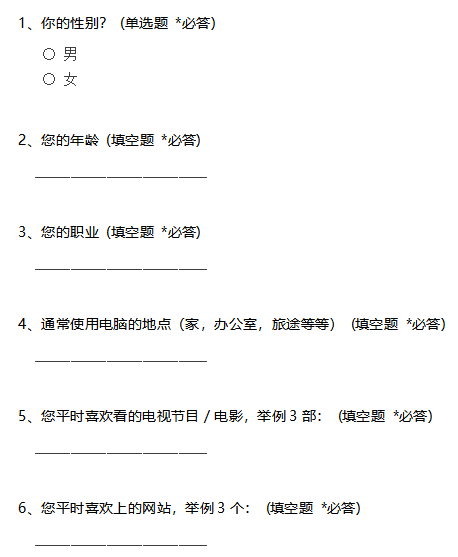 1、你的性别？（单选题 *必答）
○ 男
○ 女
2、您的年龄（填空题 *必答）
________________________
3、您的职业（填空题 *必答）
________________________
4、通常使用电脑的地点（家，办公室，旅途等等）（填空题 *必答）
________________________
5、您平时喜欢看的电视节目 / 电影，举例 3 部：（填空题 *必答）
________________________
6、您平时喜欢上的网站，举例 3 个：（填空题 *必答）
________________________